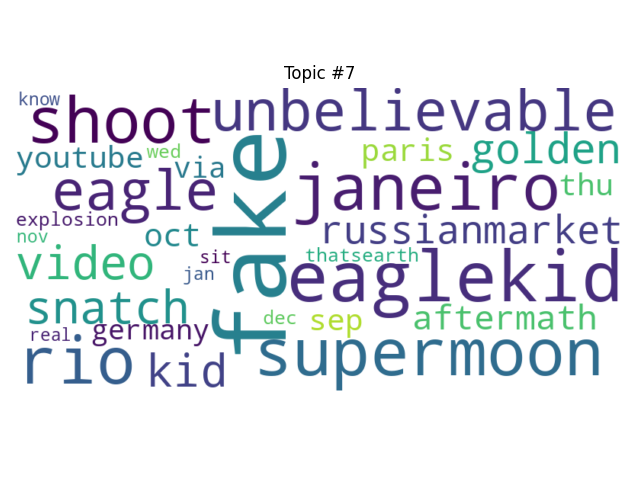 Topic #7
know
shoot
unbelievable
youtube
wed
via
fake
paris
golden
eagle
janeiro
thu
explosion
nov
oct
russianmarket
video
sit
jan
thatsearth
eaglekid
snatch
real
germany
dec
sep
aftermath
rio
kid
supermoon